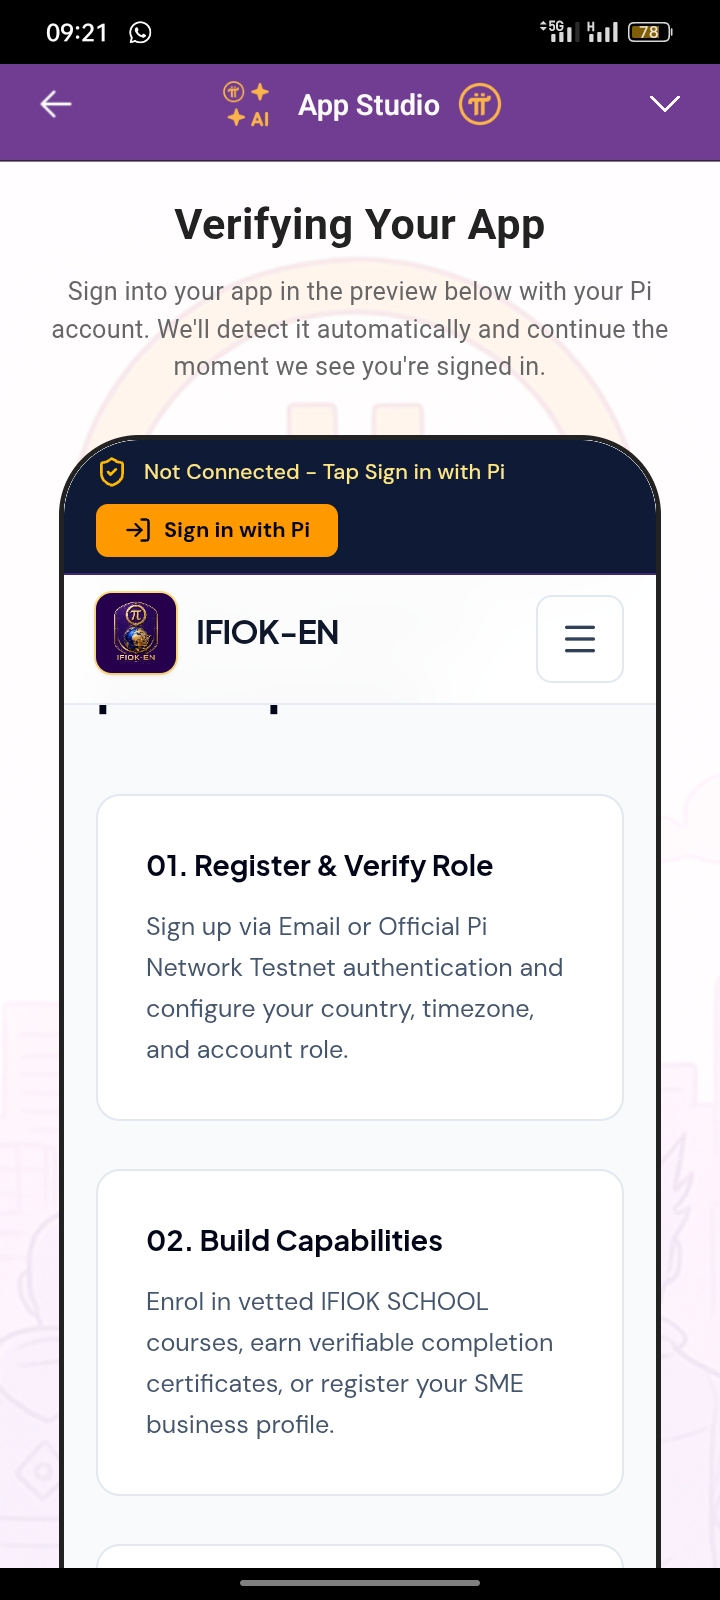 09:21
5G
H
78
AI
App Studio
Verifying Your App
Sign into your app in the preview below with your Pi
account. We'll detect it automatically and continue the
moment we see you're signed in.
Not Connected – Tap Sign in with Pi
Sign in with Pi
IFIOK-EN
IFIOK-EN
01. Register & Verify Role
Sign up via Email or Official Pi
Network Testnet authentication and
configure your country, timezone,
and account role.
02. Build Capabilities
Enrol in vetted IFIOK SCHOOL
courses, earn verifiable completion
certificates, or register your SME
business profile.